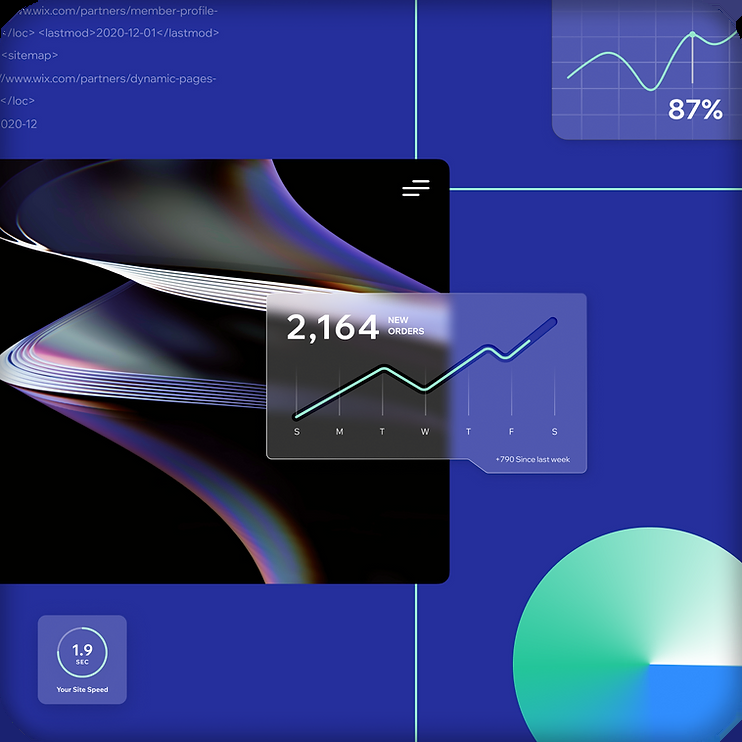 www.wix.com/partners/member-profile-
</loc> <lastmod>2020-12-01</lastmod>
<sitemap>
//www.wix.com/partners/dynamic-pages-
</loc>
020-12
87%
2,164 NEW
ORDERS
S M T W T F S
+790 Since last week
1.9
SEC
Your Site Speed